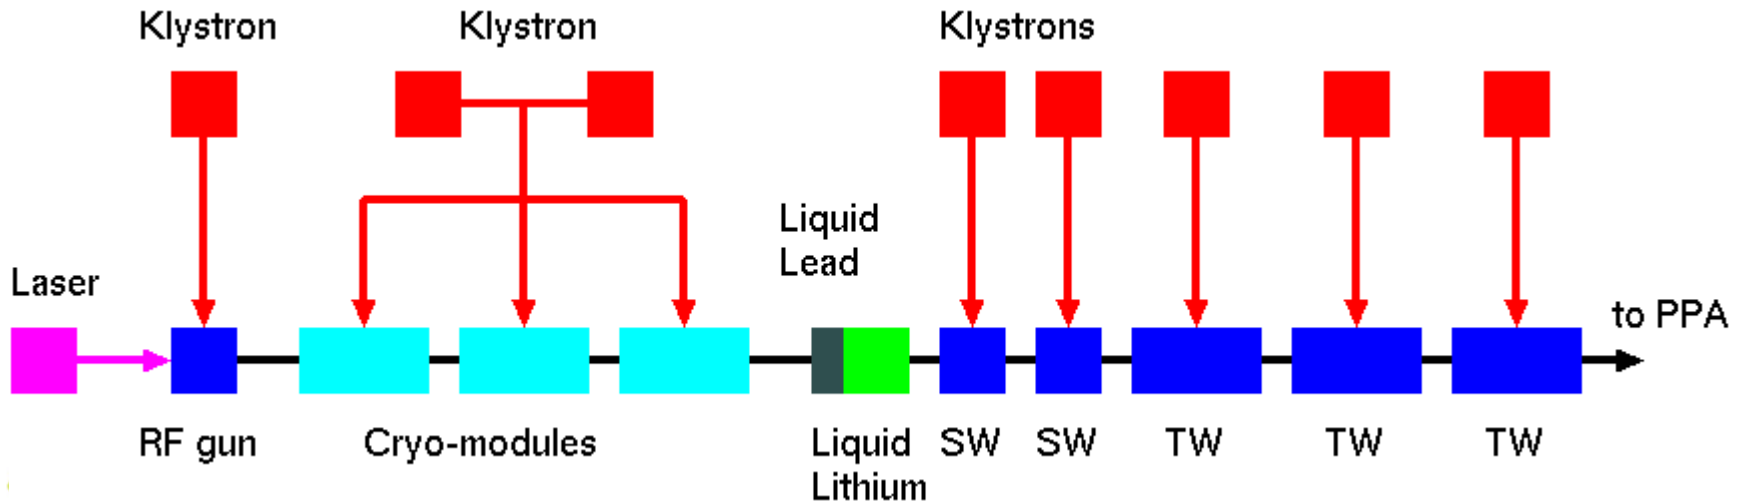 Klystron
Klystron
Klystrons
Liquid
Lead
Laser
to PPA
RF gun
Cryo-modules
Liquid
Lithium
SW
SW
TW
TW
TW